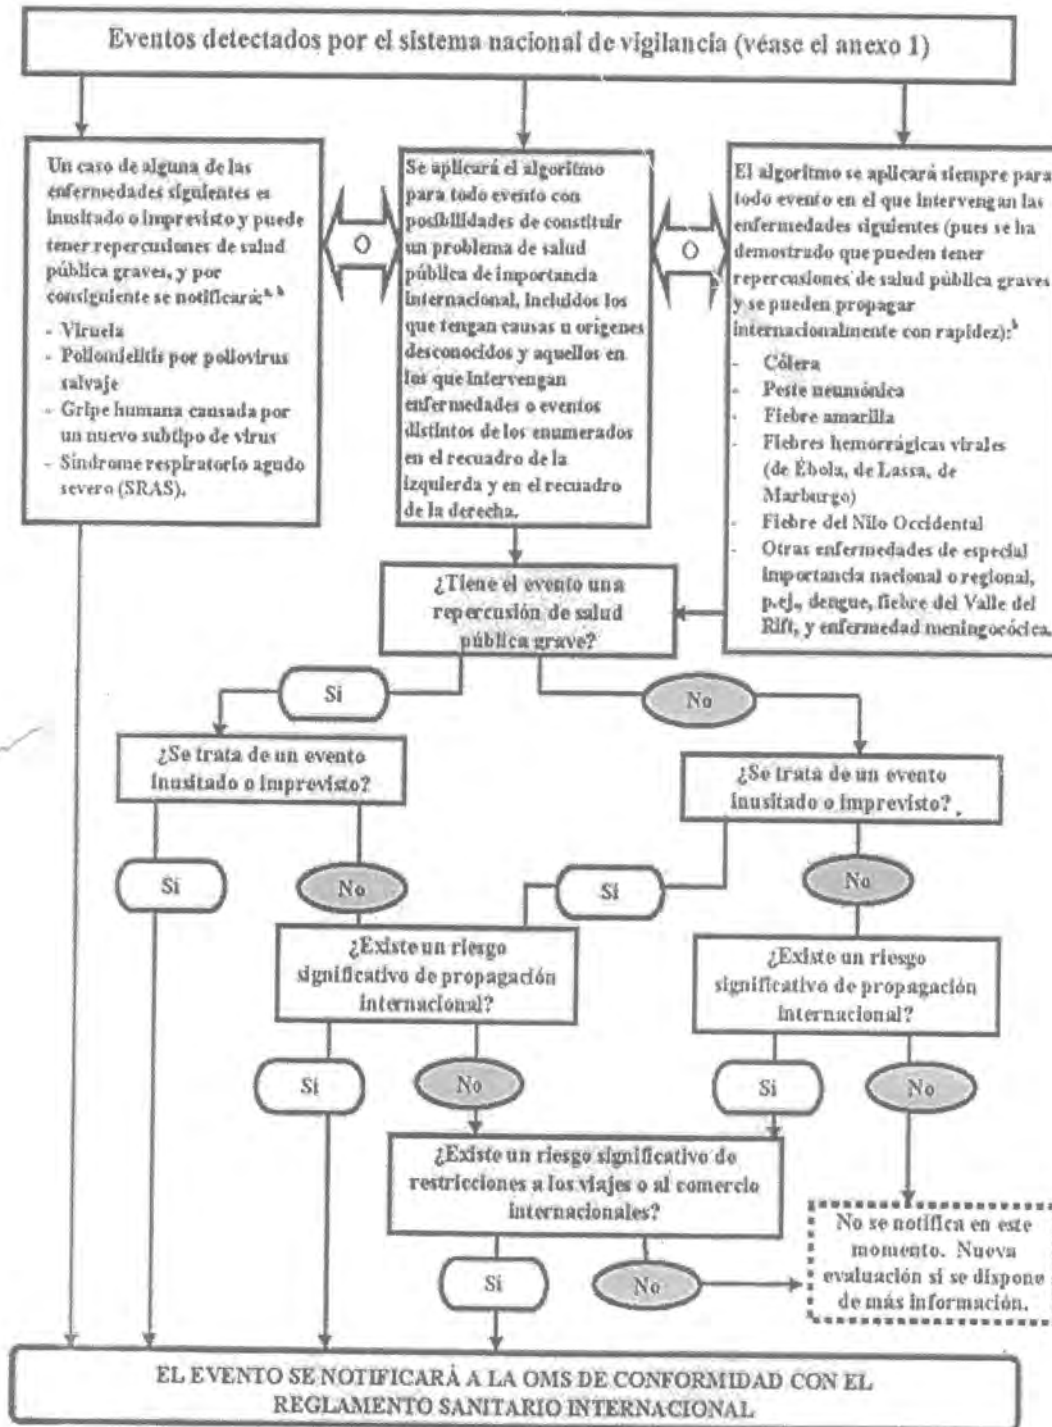 Eventos detectados por el sistema nacional de vigilancia (véase el anexo 1)
Un caso de alguna de las
enfermedades siguientes es
inusitado o imprevisto y puede
tener repercusiones de salud
pública graves, y por
consiguiente se notificará:a, b
- Viruela
- Poliomielitis por poliovirus
salvaje
- Gripe humana causada por
un nuevo subtipo de virus
- Síndrome respiratorio agudo
severo (SRAS).
O
Se aplicará el algoritmo
para todo evento con
posibilidades de constituir
un problema de salud
pública de importancia
internacional, incluidos los
que tengan causas u orígenes
desconocidos y aquellos en
los que intervengan
enfermedades o eventos
distintos de los enumerados
en el recuadro de la
izquierda y en el recuadro
de la derecha.
O
El algoritmo se aplicará siempre para
todo evento en el que intervengan las
enfermedades siguientes (pues se ha
demostrado que pueden tener
repercusiones de salud pública graves
y se pueden propagar
internacionalmente con rapidez):b
- Cólera
- Peste neumónica
- Fiebre amarilla
- Fiebres hemorrágicas virales
(de Ébola, de Lassa, de
Marburgo)
- Fiebre del Nilo Occidental
- Otras enfermedades de especial
importancia nacional o regional,
p.ej., dengue, fiebre del Valle del
Rift, y enfermedad meningocócica.
¿Tiene el evento una
repercusión de salud
pública grave?
Sí
No
¿Se trata de un evento
inusitado o imprevisto?
¿Se trata de un evento
inusitado o imprevisto?
Sí
No
Sí
No
¿Existe un riesgo
significativo de propagación
internacional?
¿Existe un riesgo
significativo de propagación
internacional?
Sí
No
Sí
No
¿Existe un riesgo significativo de
restricciones a los viajes o al comercio
internacionales?
No se notifica en este
momento. Nueva
evaluación si se dispone
de más información.
Sí
No
EL EVENTO SE NOTIFICARÁ A LA OMS DE CONFORMIDAD CON EL
REGLAMENTO SANITARIO INTERNACIONAL